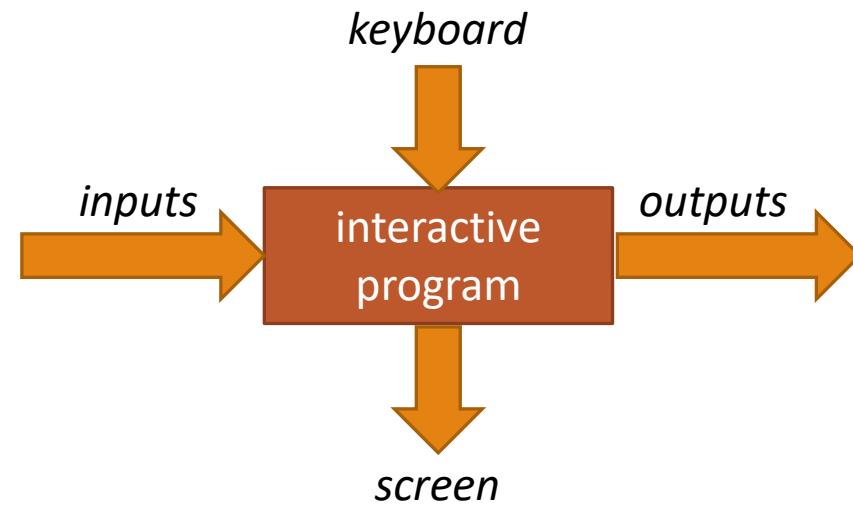 keyboard
inputs
interactive
program
outputs
screen